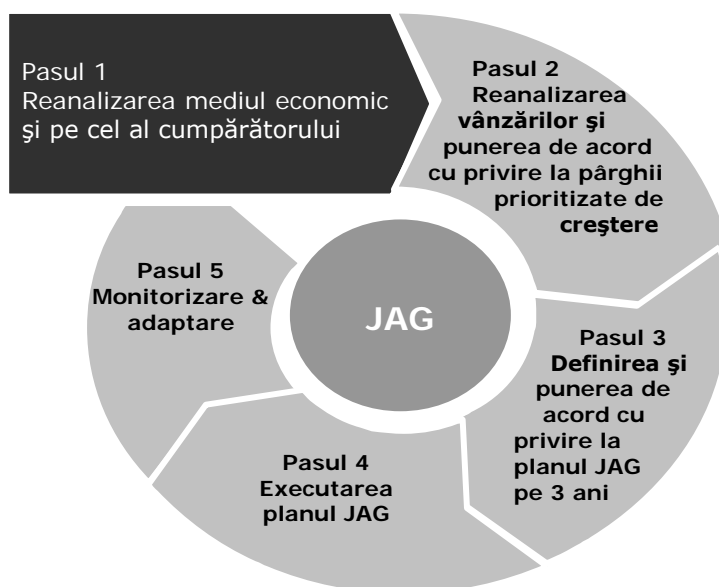 Pasul 1
Reanalizarea mediul economic
şi pe cel al cumpărătorului
Pasul 2
Reanalizarea
vânzărilor şi
punerea de acord
cu privire la pârghii
prioritizate de
creştere
Pasul 3
Definirea şi
punerea de
acord cu
privire la
planul JAG
pe 3 ani
Pasul 4
Executarea
planul JAG
Pasul 5
Monitorizare &
adaptare
JAG